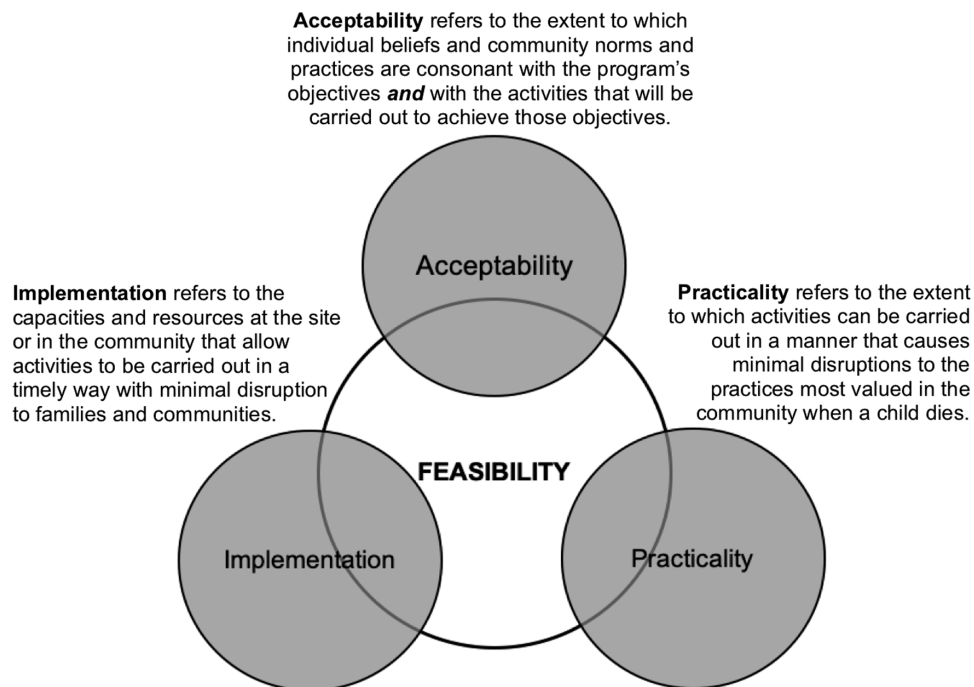 Acceptability refers to the extent to which
individual beliefs and community norms and
practices are consonant with the program’s
objectives and with the activities that will be
carried out to achieve those objectives.
Acceptability
Implementation refers to the
capacities and resources at the site
or in the community that allow
activities to be carried out in a
timely way with minimal disruption
to families and communities.
Practicality refers to the extent
to which activities can be carried
out in a manner that causes
minimal disruptions to the
practices most valued in the
community when a child dies.
FEASIBILITY
Implementation
Practicality